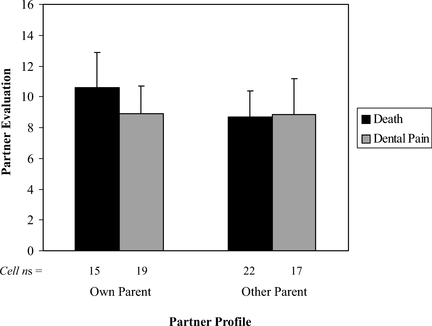 16
14
12
10
8
6
4
2
0
Partner Evaluation
Death
Dental Pain
Cell ns =
15
19
22
17
Own Parent
Other Parent
Partner Profile